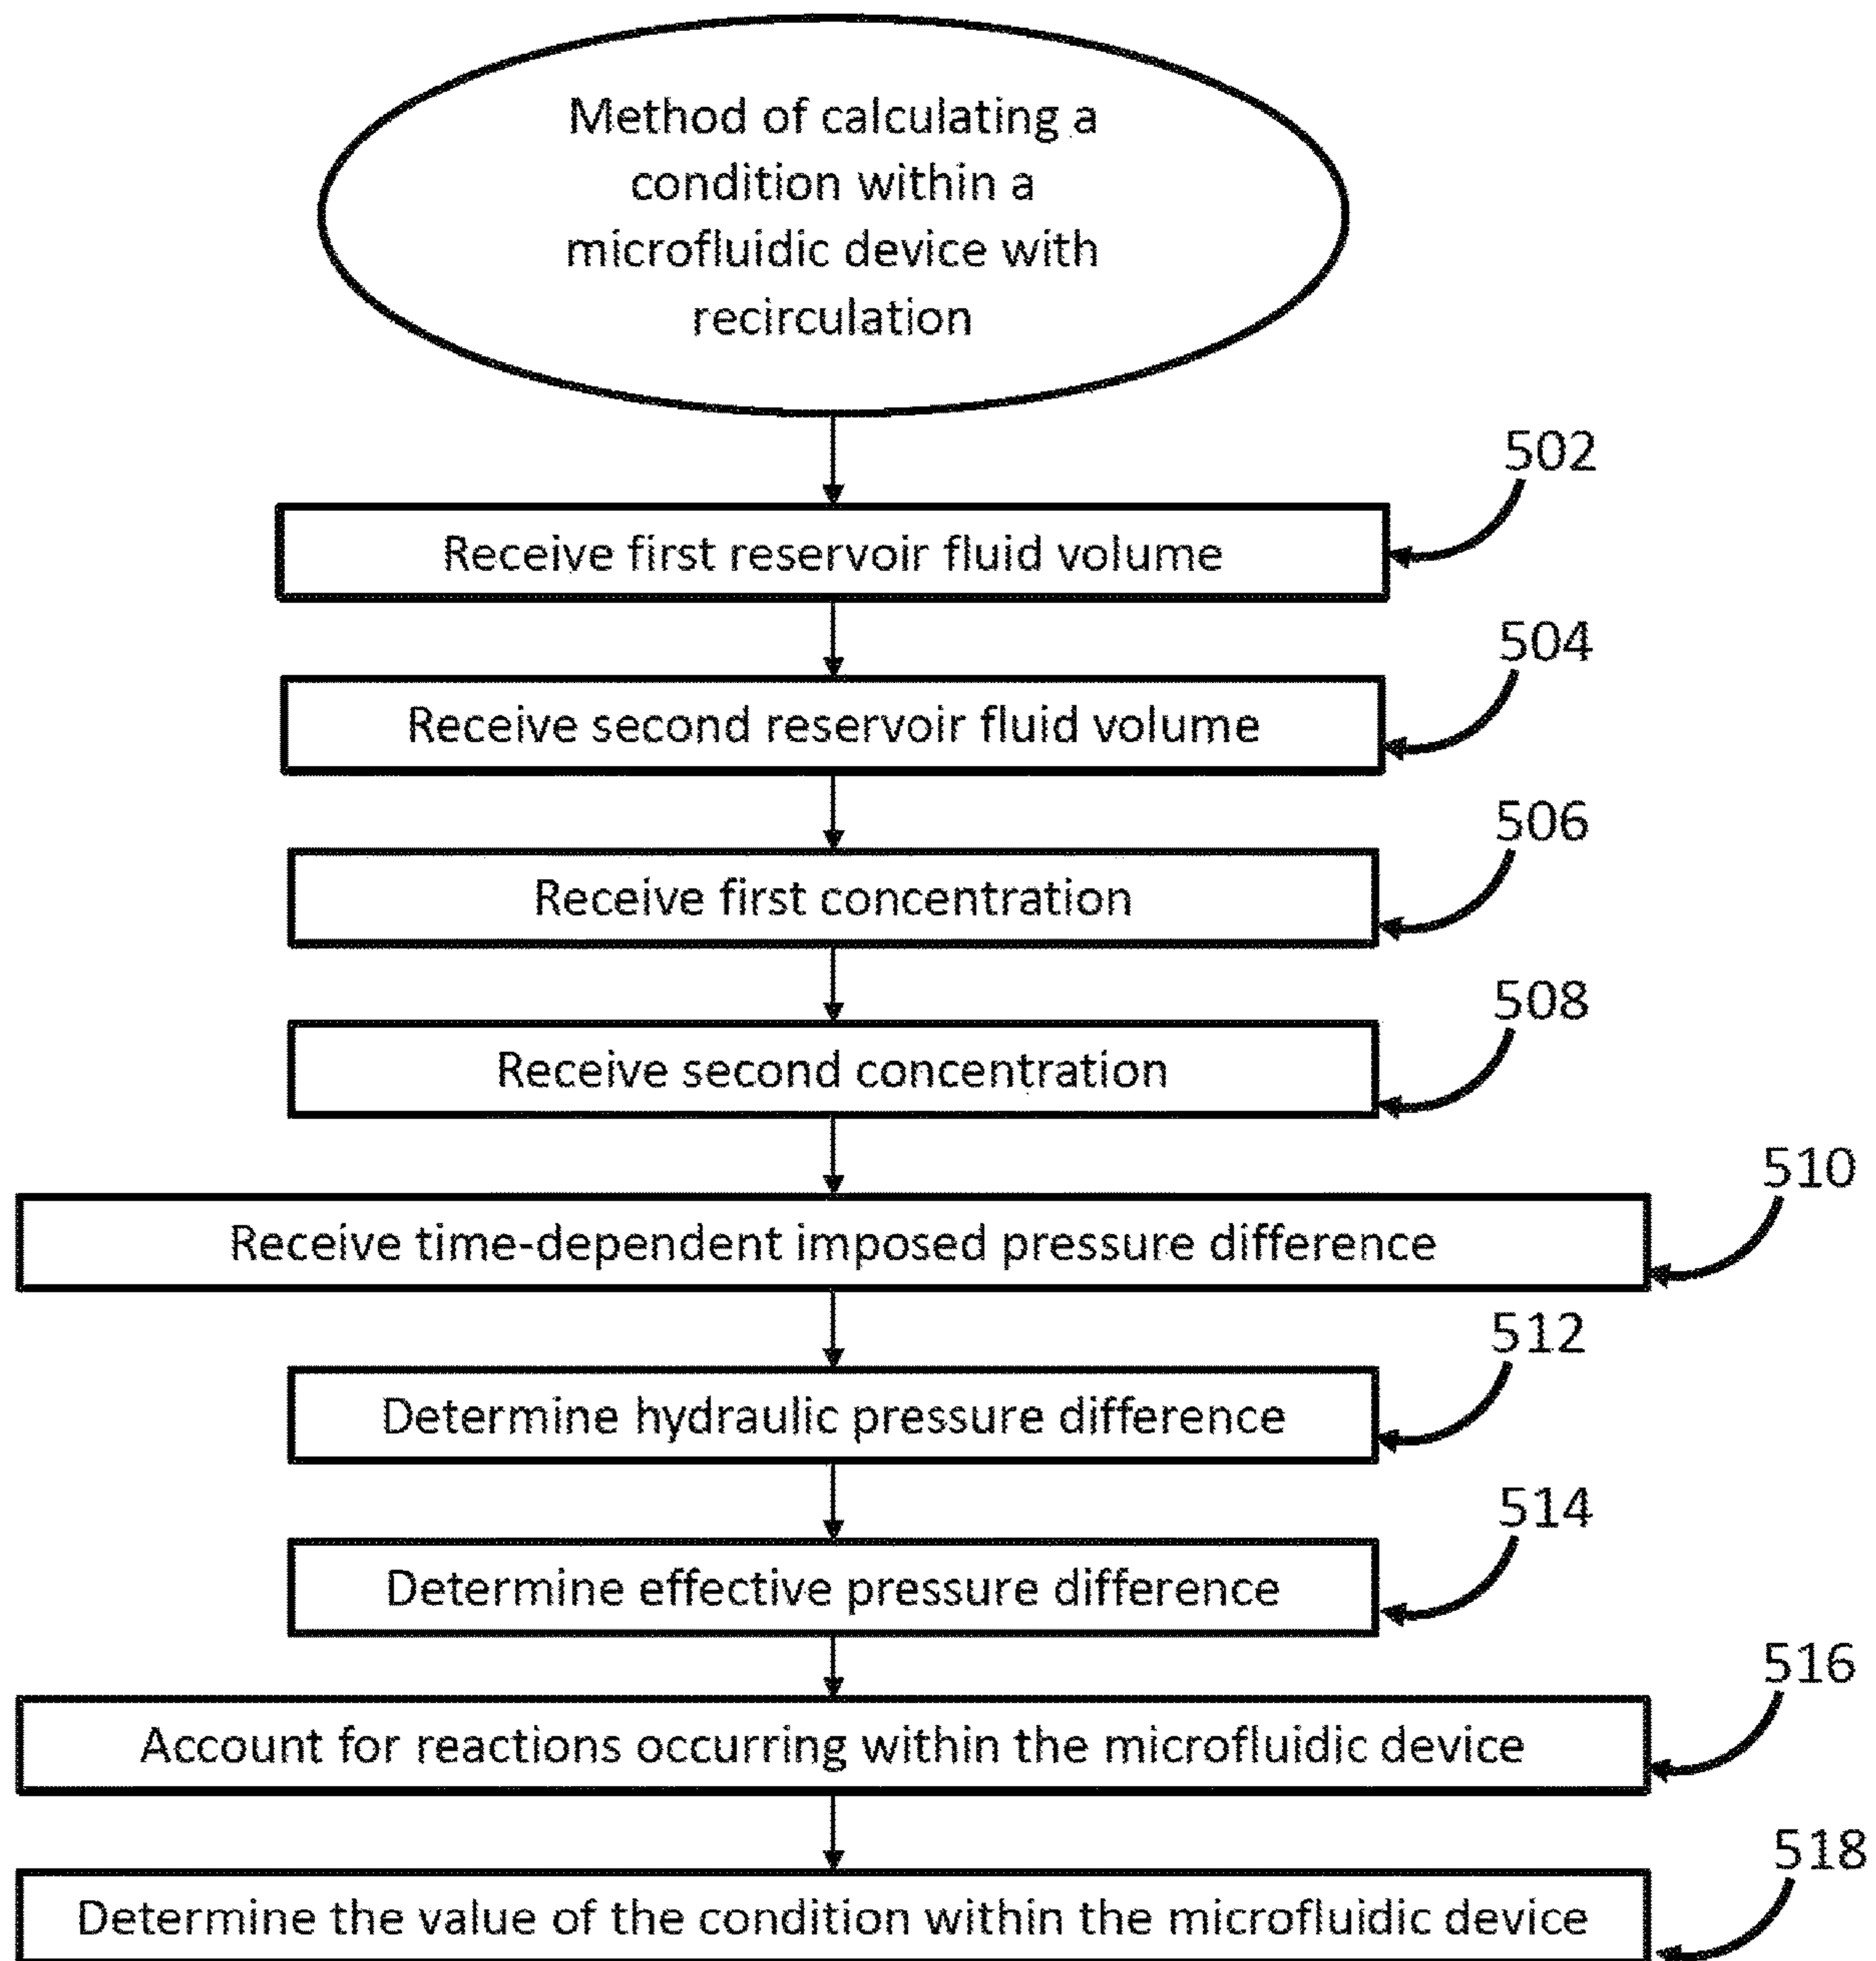 Method of calculating a
condition within a
microfluidic device with
recirculation
502
Receive first reservoir fluid volume
504
Receive second reservoir fluid volume
506
Receive first concentration
508
Receive second concentration
510
Receive time-dependent imposed pressure difference
512
Determine hydraulic pressure difference
514
Determine effective pressure difference
516
Account for reactions occurring within the microfluidic device
518
Determine the value of the condition within the microfluidic device